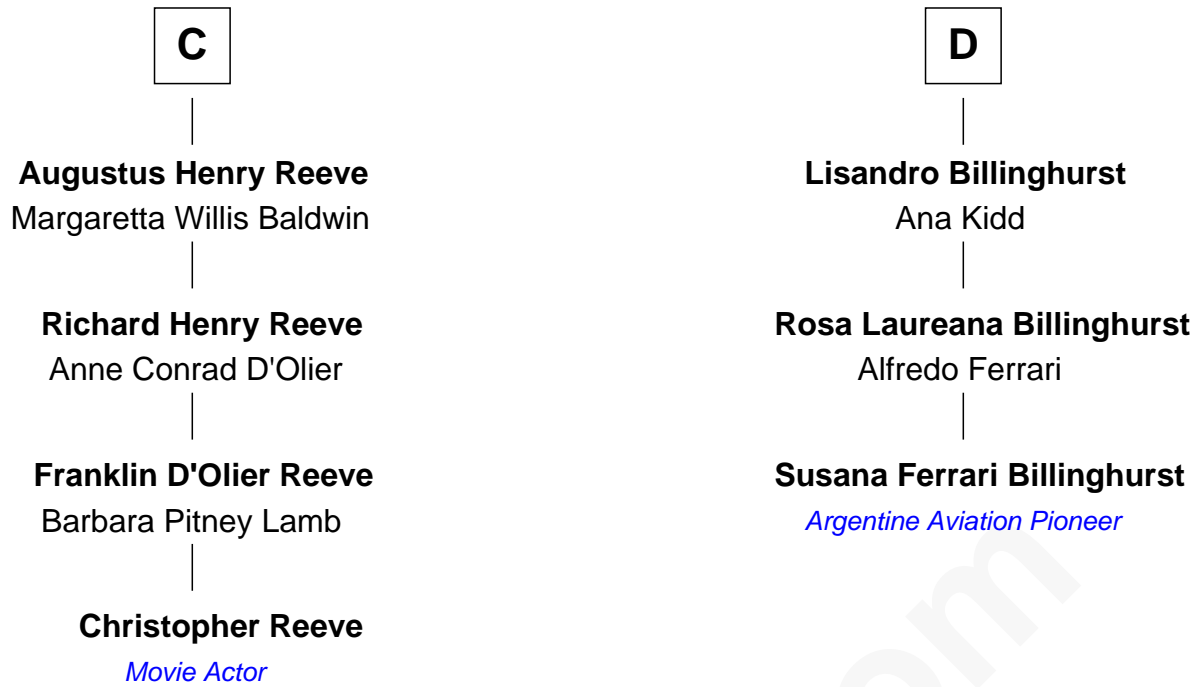 C
Augustus Henry Reeve
Margaretta Willis Baldwin
Richard Henry Reeve
Anne Conrad D'Olier
Franklin D'Olier Reeve
Barbara Pitney Lamb
Christopher Reeve
Movie Actor
D
Lisandro Billinghurst
Ana Kidd
Rosa Laureana Billinghurst
Alfredo Ferrari
Susana Ferrari Billinghurst
Argentine Aviation Pioneer
om